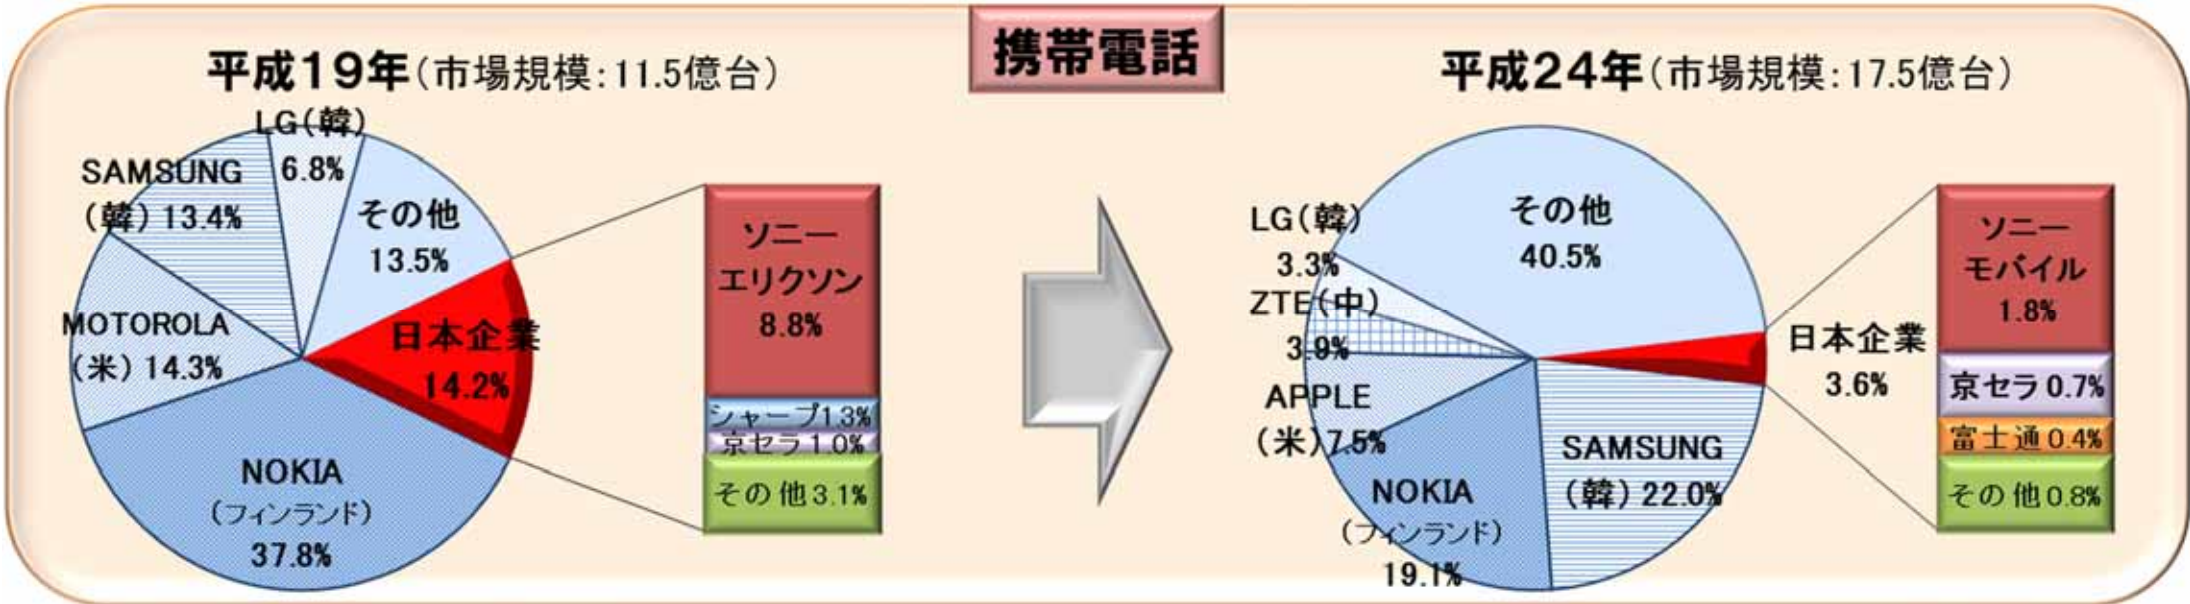 携帯電話
平成19年(市場規模:11.5億台)
LG(韓)
6.8%
SAMSUNG
(韓) 13.4%
その他
13.5%
MOTOROLA
(米) 14.3%
日本企業
14.2%
NOKIA
(フィンランド)
37.8%
ソニー
エリクソン
8.8%
シャープ1.3%
京セラ1.0%
その他3.1%
平成24年(市場規模:17.5億台)
その他
40.5%
LG(韓)
3.3%
ZTE(中)
3.9%
APPLE
(米)7.5%
NOKIA
(フィンランド)
19.1%
SAMSUNG
(韓) 22.0%
日本企業
3.6%
ソニー
モバイル
1.8%
京セラ0.7%
富士通0.4%
その他0.8%